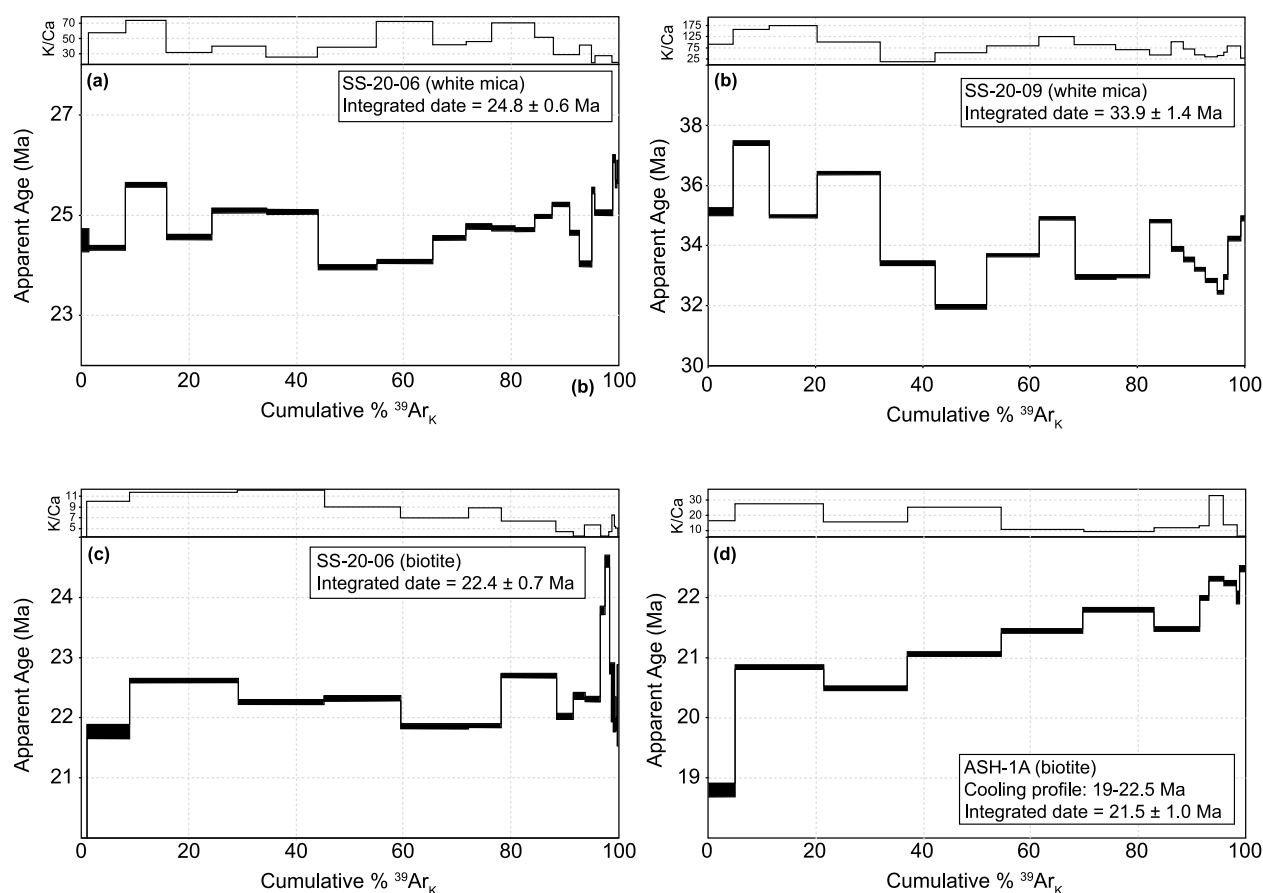 K/Ca
70
50
30
(a)
SS-20-06 (white mica)
Integrated date = 24.8 ± 0.6 Ma
Apparent Age (Ma)
27
25
23
0 20 40 60 80 100
(b)
Cumulative % ³⁹Ar_K
K/Ca
175
125
75
25
(b)
SS-20-09 (white mica)
Integrated date = 33.9 ± 1.4 Ma
Apparent Age (Ma)
38
36
34
32
30
0 20 40 60 80 100
Cumulative % ³⁹Ar_K
K/Ca
11
9
7
5
(c)
SS-20-06 (biotite)
Integrated date = 22.4 ± 0.7 Ma
Apparent Age (Ma)
24
23
22
21
0 20 40 60 80 100
Cumulative % ³⁹Ar_K
K/Ca
30
20
10
(d)
Apparent Age (Ma)
22
21
20
19
ASH-1A (biotite)
Cooling profile: 19-22.5 Ma
Integrated date = 21.5 ± 1.0 Ma
0 20 40 60 80 100
Cumulative % ³⁹Ar_K